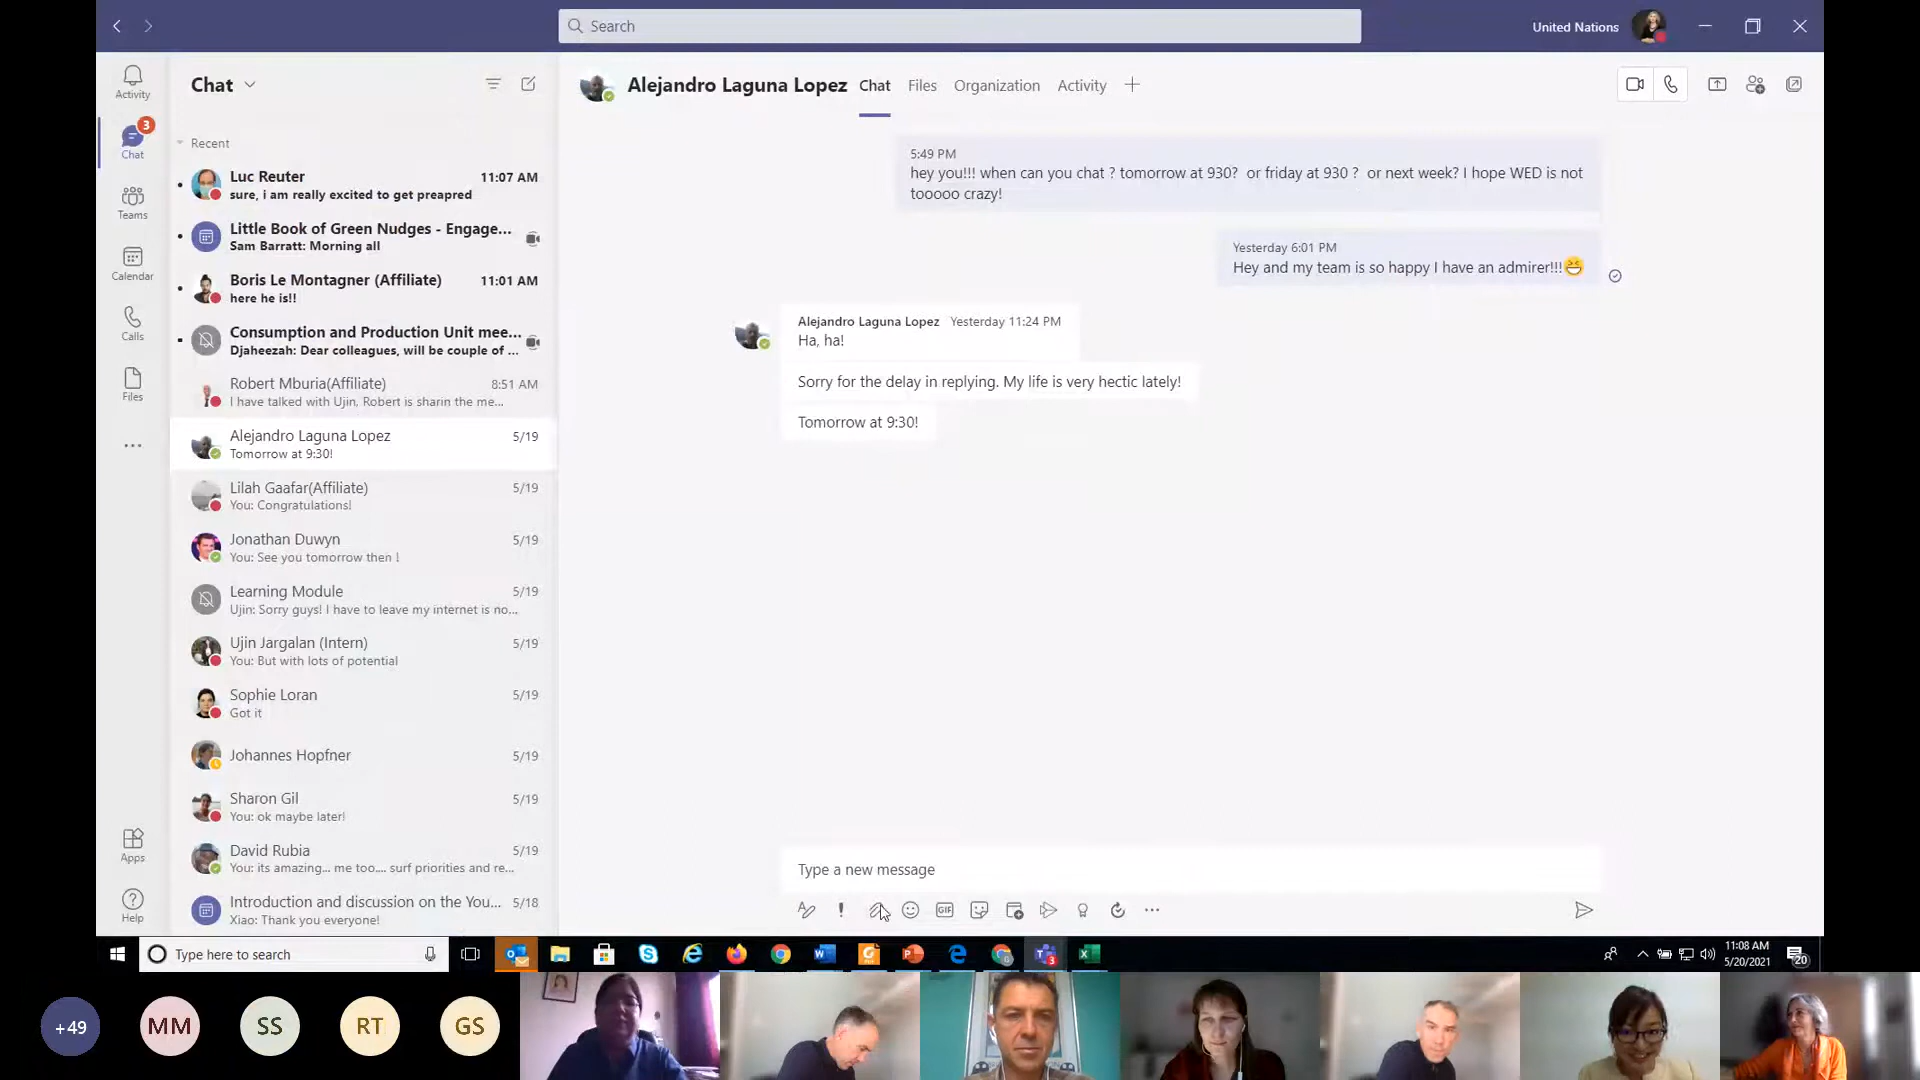 Search
United Nations
Activity
Chat
3
Teams
Calendar
Calls
Files
Apps
Help
Chat
Recent
Luc Reuter 11:07 AM
sure, i am really excited to get preapred
Little Book of Green Nudges - Engage...
Sam Barratt: Morning all
Boris Le Montagner (Affiliate) 11:01 AM
here he is!!
Consumption and Production Unit mee...
Djaheezah: Dear colleagues, will be couple of ...
Robert Mburia(Affiliate) 8:51 AM
I have talked with Ujin, Robert is sharin the me...
Alejandro Laguna Lopez 5/19
Tomorrow at 9:30!
Lilah Gaafar(Affiliate) 5/19
You: Congratulations!
Jonathan Duwyn 5/19
You: See you tomorrow then !
Learning Module 5/19
Ujin: Sorry guys! I have to leave my internet is no...
Ujin Jargalan (Intern) 5/19
You: But with lots of potential
Sophie Loran 5/19
Got it
Johannes Hopfner 5/19
Sharon Gil 5/19
You: ok maybe later!
David Rubia 5/19
You: its amazing... me too.... surf priorities and re...
Introduction and discussion on the You... 5/18
Xiao: Thank you everyone!
Alejandro Laguna Lopez Chat Files Organization Activity
5:49 PM
hey you!!! when can you chat ? tomorrow at 930? or friday at 930 ? or next week? I hope WED is not
tooooo crazy!
Yesterday 6:01 PM
Hey and my team is so happy I have an admirer!!!😆
Alejandro Laguna Lopez Yesterday 11:24 PM
Ha, ha!
Sorry for the delay in replying. My life is very hectic lately!
Tomorrow at 9:30!
Type a new message
GIF
Type here to search
3
11:08 AM
5/20/2021
20
+49
MM
SS
RT
GS